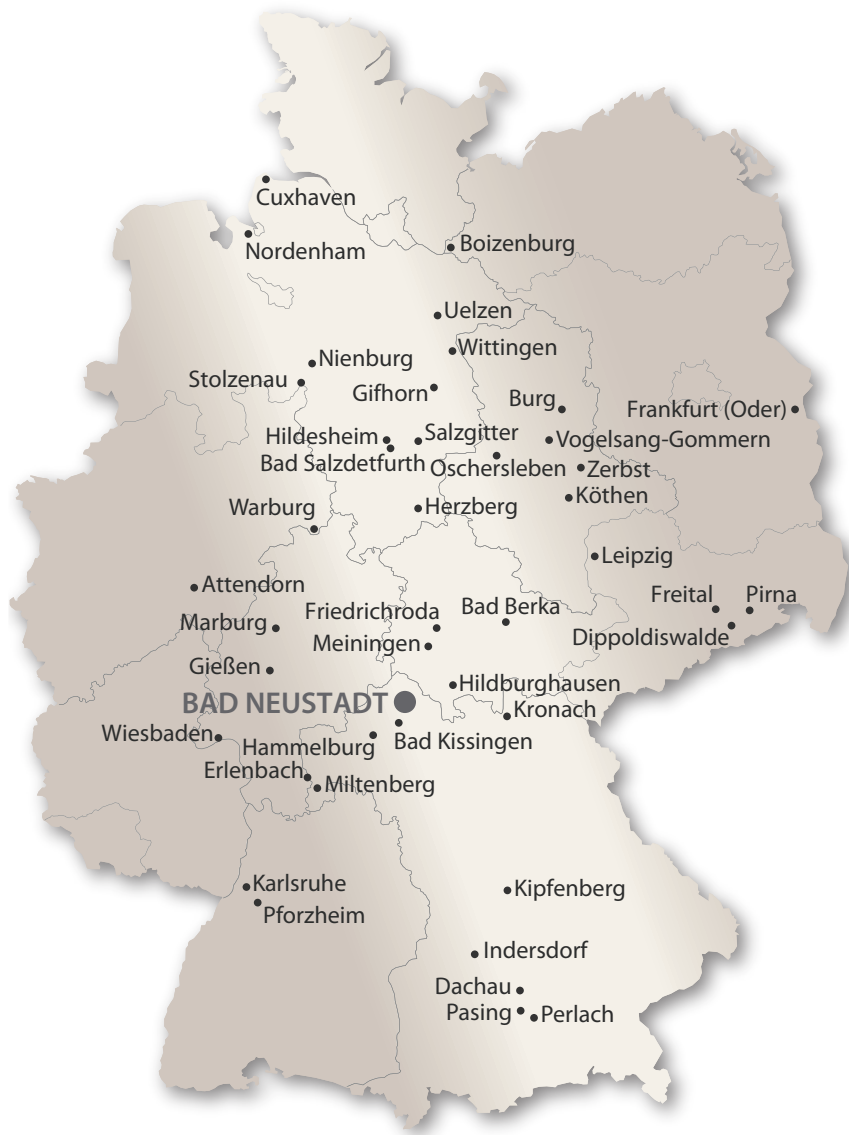 Cuxhaven
Nordenham
Boizenburg
Uelzen
Wittingen
Nienburg
Stolzenau
Gifhorn
Burg
Frankfurt (Oder)
Hildesheim
Salzgitter
Vogelsang-Gommern
Bad Salzdetfurth
Oschersleben
Zerbst
Köthen
Warburg
Herzberg
Leipzig
Attendorn
Friedrichroda
Bad Berka
Freital
Pirna
Marburg
Meiningen
Dippoldiswalde
Gießen
Hildburghausen
BAD NEUSTADT
Kronach
Wiesbaden
Hammelburg
Bad Kissingen
Erlenbach
Miltenberg
Karlsruhe
Kipfenberg
Pforzheim
Indersdorf
Dachau
Pasing
Perlach